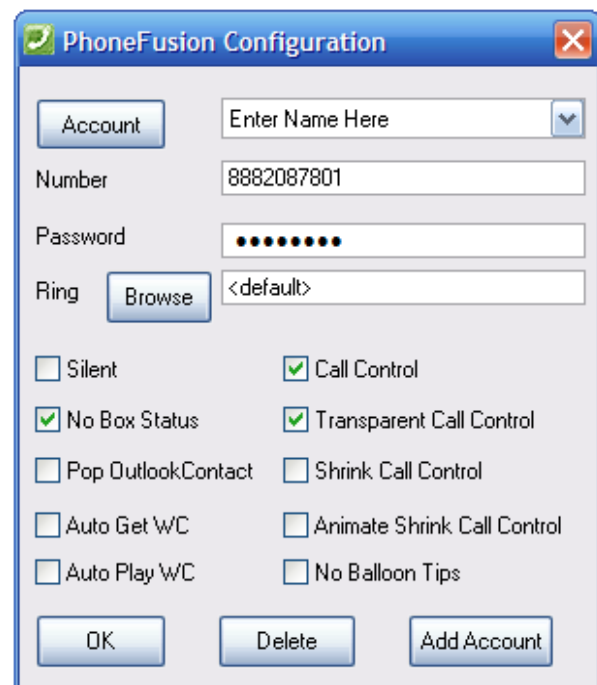 PhoneFusion Configuration
Account Enter Name Here
Number 8882087801
Password ••••••••
Ring Browse <default>
Silent Call Control
No Box Status Transparent Call Control
Pop OutlookContact Shrink Call Control
Auto Get WC Animate Shrink Call Control
Auto Play WC No Balloon Tips
OK Delete Add Account